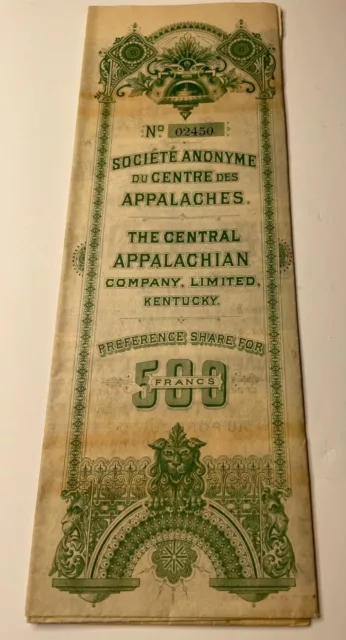 No 02450
SOCIÉTÉ ANONYME
DU CENTRE DES
APPALACHES.
THE CENTRAL
APPALACHIAN
COMPANY, LIMITED,
KENTUCKY.
PREFERENCE SHARE FOR
500
FRANCS